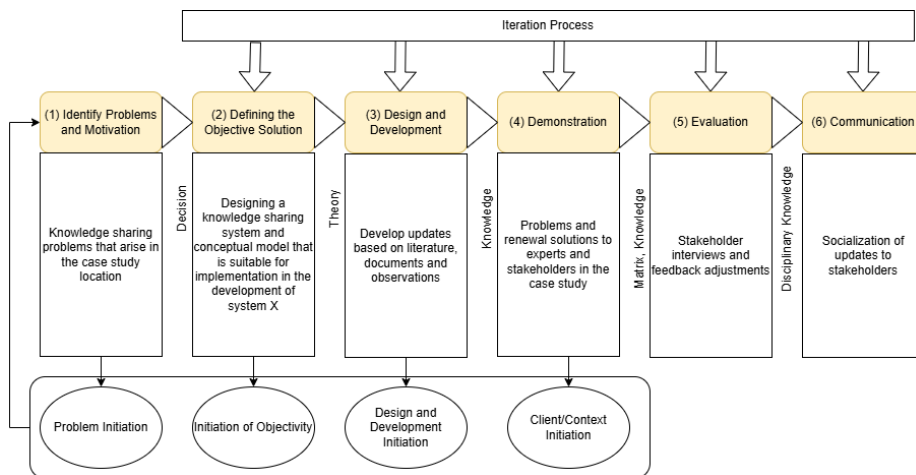 Iteration Process
(1) Identify Problems
and Motivation
(2) Defining the
Objective Solution
(3) Design and
Development
(4) Demonstration
(5) Evaluation
(6) Communication
Knowledge sharing
problems that arise in
the case study
location
Decision
Designing a
knowledge sharing
system and
conceptual model that
is suitable for
implementation in the
development of
system X
Theory
Develop updates
based on literature,
documents and
observations
Knowledge
Problems and
renewal solutions to
experts and
stakeholders in the
case study
Matrix, Knowledge
Stakeholder
interviews and
feedback adjustments
Disciplinary Knowledge
Socialization of
updates to
stakeholders
Problem Initiation
Initiation of Objectivity
Design and
Development
Initiation
Client/Context
Initiation